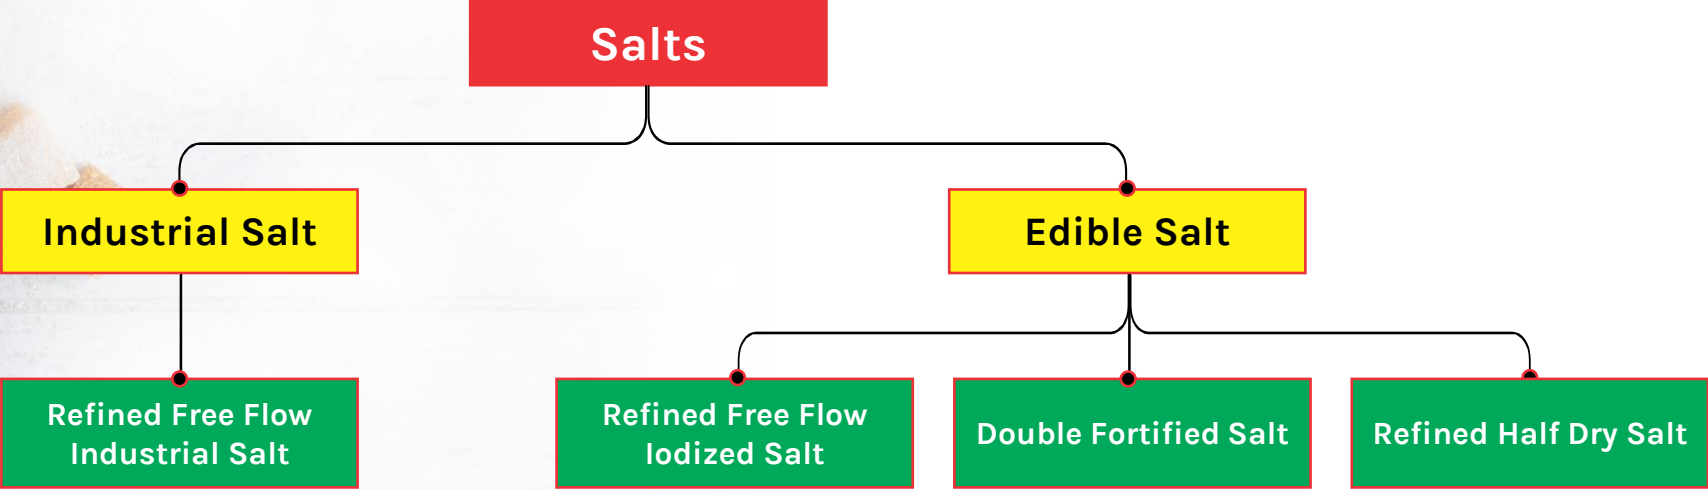 Salts
Industrial Salt
Edible Salt
Refined Free Flow
Industrial Salt
Refined Free Flow
Iodized Salt
Double Fortified Salt
Refined Half Dry Salt